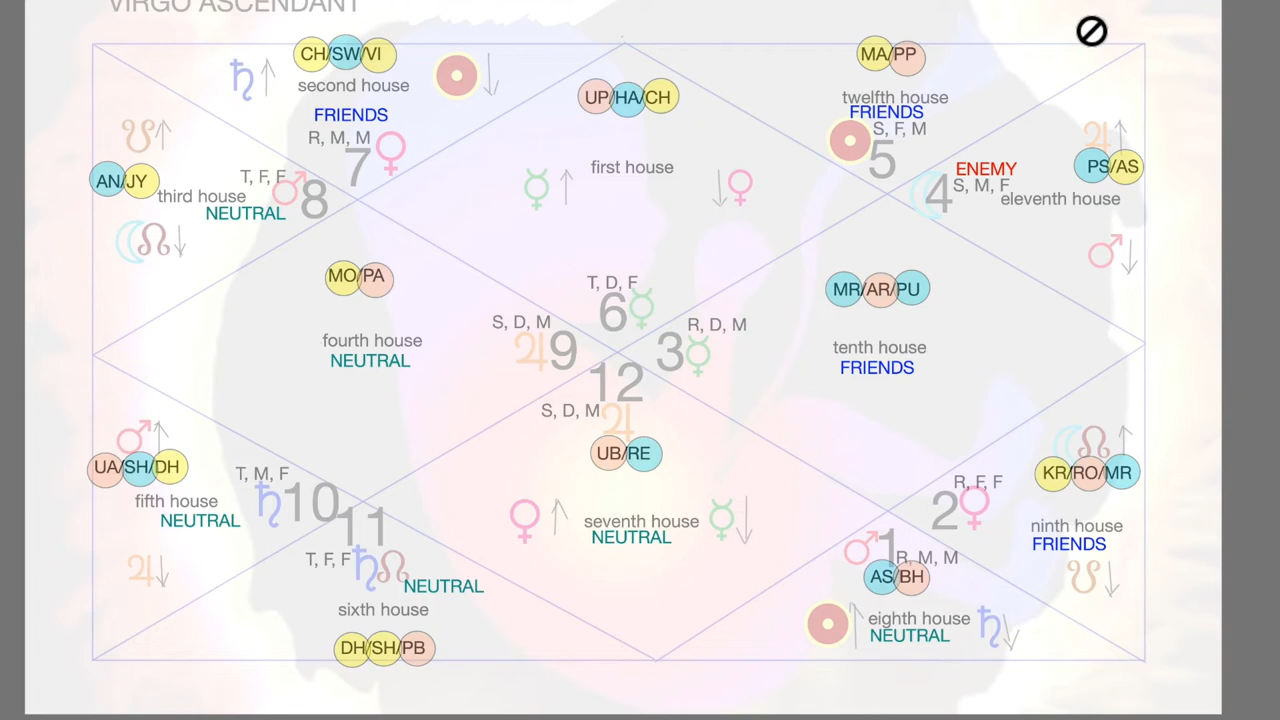 VIRGO ASCENDANT
CH/SW/VI
second house
FRIENDS
R, M, M
7
UP/HA/CH
first house
MA/PP
twelfth house
FRIENDS
S, F, M
5
AN/JY
third house
T, F, F
8
NEUTRAL
ENEMY
S, M, F
4
PS/AS
eleventh house
MO/PA
fourth house
NEUTRAL
S, D, M
9
T, D, F
6
R, D, M
3
MR/AR/PU
tenth house
FRIENDS
12
S, D, M
UB/RE
seventh house
NEUTRAL
UA/SH/DH
fifth house
NEUTRAL
T, M, F
10
11
T, F, F
NEUTRAL
sixth house
DH/SH/PB
R, F, F
2
KR/RO/MR
ninth house
FRIENDS
1
R, M, M
AS/BH
eighth house
NEUTRAL